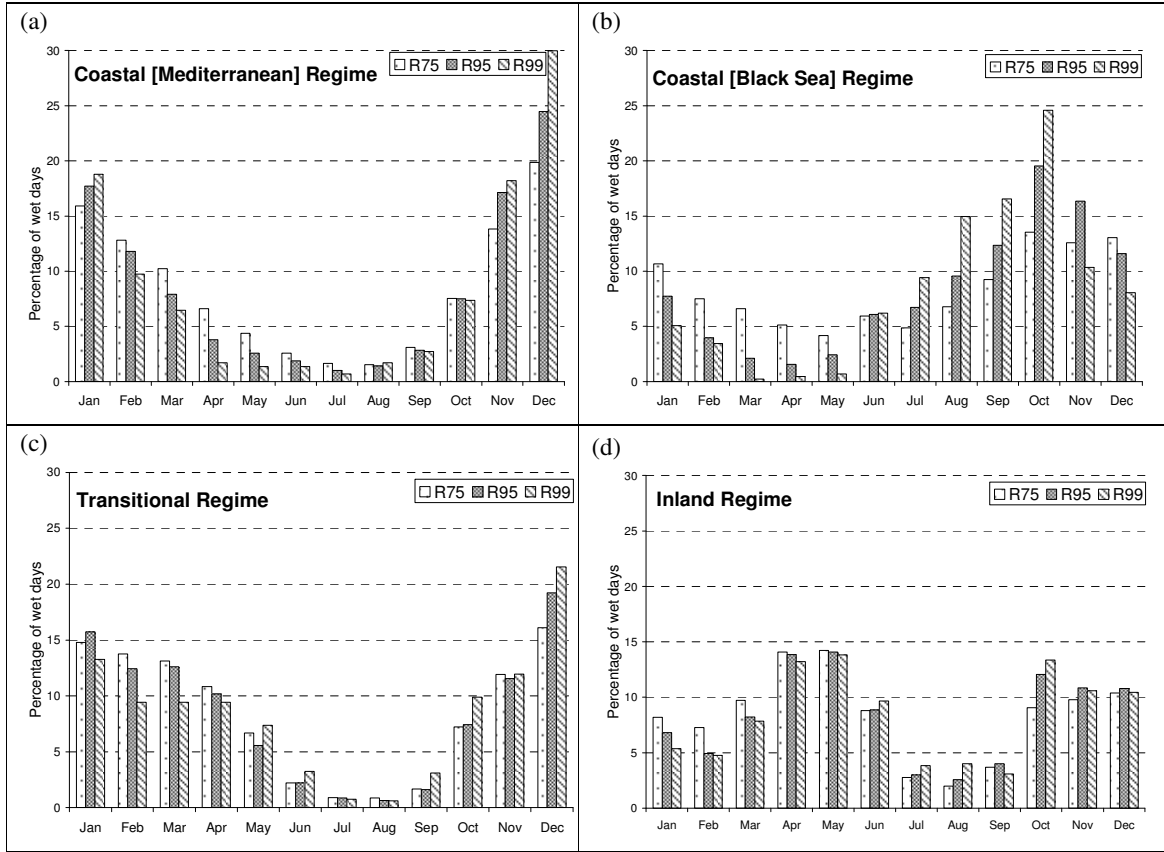 (a)
30
25
20
15
10
5
0
Percentage of wet days
Coastal [Mediterranean] Regime
R75 R95 R99
Jan Feb Mar Apr May Jun Jul Aug Sep Oct Nov Dec
(b)
30
25
20
15
10
5
0
Percentage of wet days
Coastal [Black Sea] Regime
R75 R95 R99
Jan Feb Mar Apr May Jun Jul Aug Sep Oct Nov Dec
(c)
30
25
20
15
10
5
0
Percentage of wet days
Transitional Regime
R75 R95 R99
Jan Feb Mar Apr May Jun Jul Aug Sep Oct Nov Dec
(d)
30
25
20
15
10
5
0
Percentage of wet days
Inland Regime
R75 R95 R99
Jan Feb Mar Apr May Jun Jul Aug Sep Oct Nov Dec